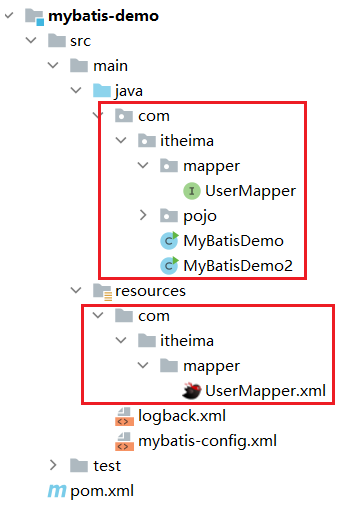 mybatis-demo
src
main
java
com
itheima
mapper
I UserMapper
pojo
C MyBatisDemo
C MyBatisDemo2
resources
com
itheima
mapper
UserMapper.xml
logback.xml
mybatis-config.xml
test
m pom.xml